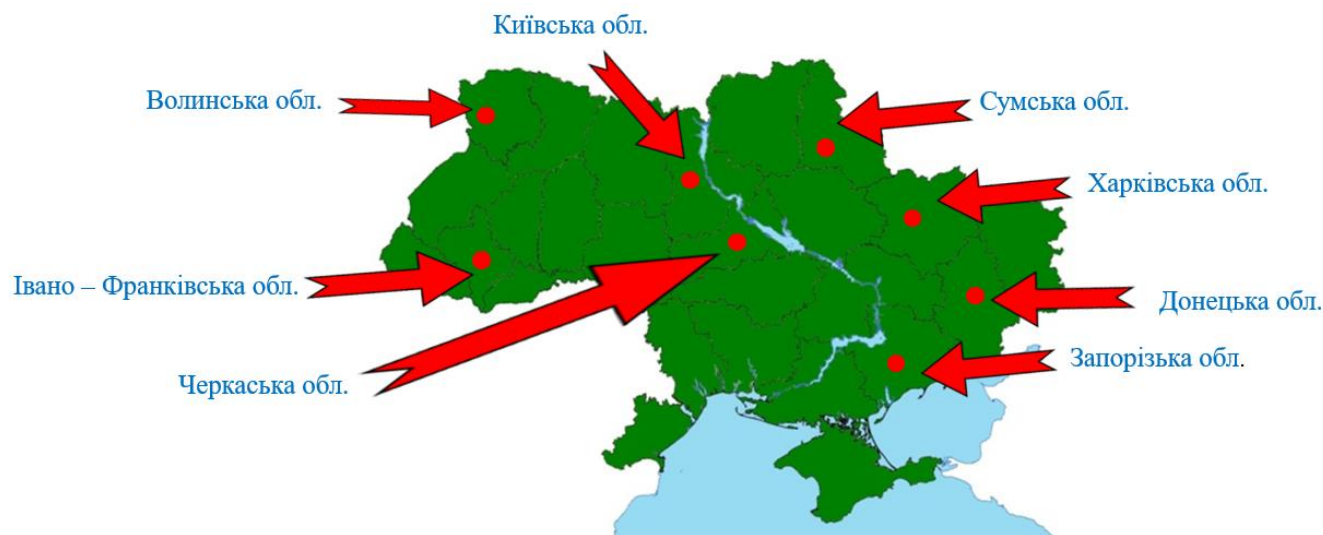 Київська обл.
Волинська обл.
Сумська обл.
Харківська обл.
Івано – Франківська обл.
Донецька обл.
Запорізька обл.
Черкаська обл.